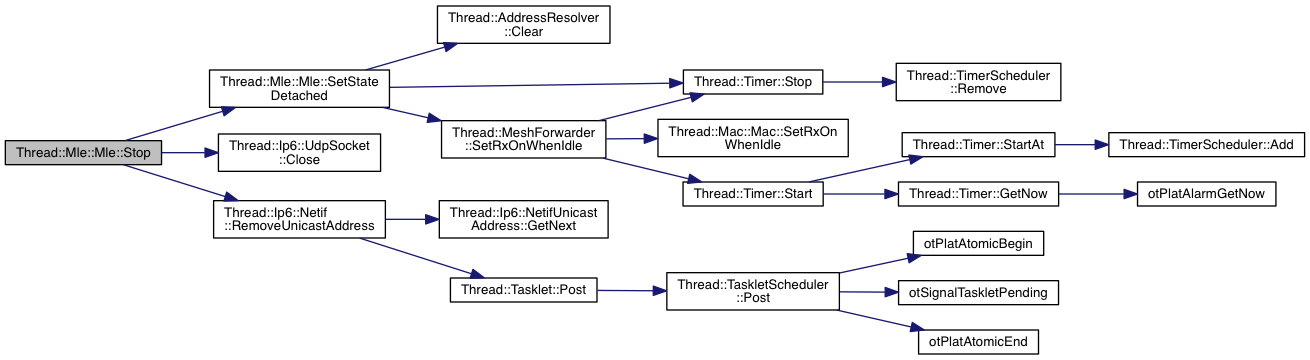 Thread::AddressResolver
::Clear
Thread::Mle::Mle::SetState
Detached
Thread::Timer::Stop
Thread::TimerScheduler
::Remove
Thread::MeshForwarder
::SetRxOnWhenIdle
Thread::Mac::Mac::SetRxOn
WhenIdle
Thread::Mle::Mle::Stop
Thread::Ip6::UdpSocket
::Close
Thread::Timer::StartAt
Thread::TimerScheduler::Add
Thread::Timer::Start
Thread::Timer::GetNow
otPlatAlarmGetNow
Thread::Ip6::Netif
::RemoveUnicastAddress
Thread::Ip6::NetifUnicast
Address::GetNext
otPlatAtomicBegin
Thread::Tasklet::Post
Thread::TaskletScheduler
::Post
otSignalTaskletPending
otPlatAtomicEnd